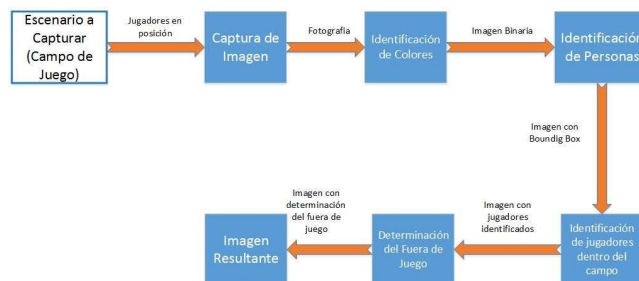 Escenario a
Capturar
(Campo de
Juego)
Jugadores en
posición
Captura de
Imagen
Fotografía
Identificación
de Colores
Imagen Binaria
Identificación
de Personas
Imagen con
Boundig Box
Identificación
de jugadores
dentro del
campo
Imagen con
jugadores
identificados
Determinación
del Fuera de
Juego
Imagen con
determinación
del fuera de
juego
Imagen
Resultante